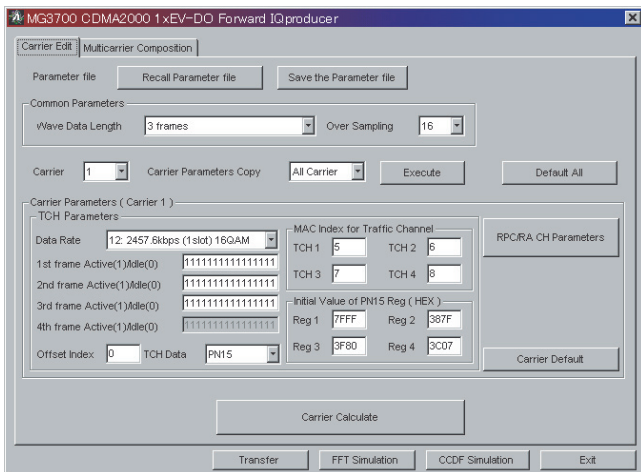 MG3700 CDMA2000 1xEV-DO Forward IQproducer
Carrier Edit Multicarrier Composition
Parameter file Recall Parameter file Save the Parameter file
Common Parameters
Wave Data Length 3 frames Over Sampling 16
Carrier 1 Carrier Parameters Copy All Carrier Execute Default All
Carrier Parameters ( Carrier 1 )
TCH Parameters
Data Rate 12: 2457.6kbps (1slot) 16QAM
1st frame Active(1)/Idle(0) 1111111111111111
2nd frame Active(1)/Idle(0) 1111111111111111
3rd frame Active(1)/Idle(0) 1111111111111111
4th frame Active(1)/Idle(0) 1111111111111111
Offset Index 0 TCH Data PN15
MAC Index for Traffic Channel
TCH 1 5 TCH 2 6
TCH 3 7 TCH 4 8
Initial Value of PN15 Reg ( HEX )
Reg 1 7FFF Reg 2 387F
Reg 3 3F80 Reg 4 3C07
RPC/RA CH Parameters
Carrier Default
Carrier Calculate
Transfer FFT Simulation CCDF Simulation Exit